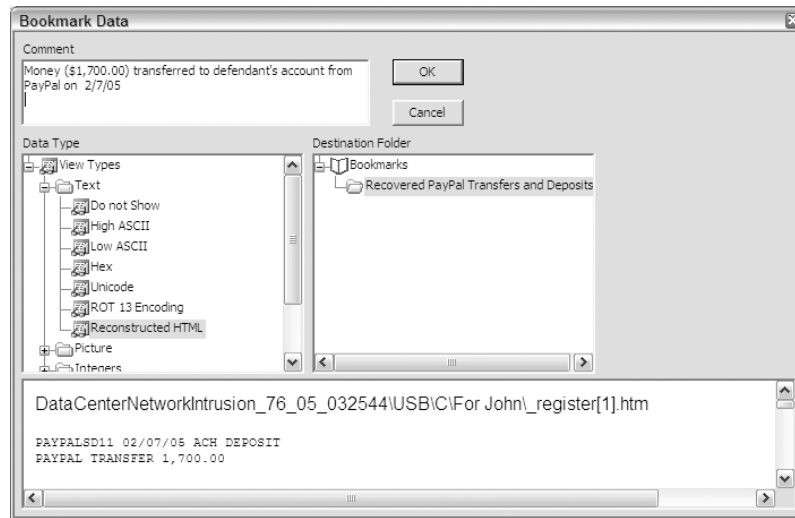 Bookmark Data
Comment
Money ($1,700.00) transferred to defendant's account from
PayPal on 2/7/05
OK
Cancel
Data Type
Destination Folder
View Types
Text
Do not Show
High ASCII
Low ASCII
Hex
Unicode
ROT 13 Encoding
Reconstructed HTML
Picture
Integers
Bookmarks
Recovered PayPal Transfers and Deposits
DataCenterNetworkIntrusion_76_05_032544\USB\C\For John\_register[1].htm
PAYPALSD11 02/07/05 ACH DEPOSIT
PAYPAL TRANSFER 1,700.00